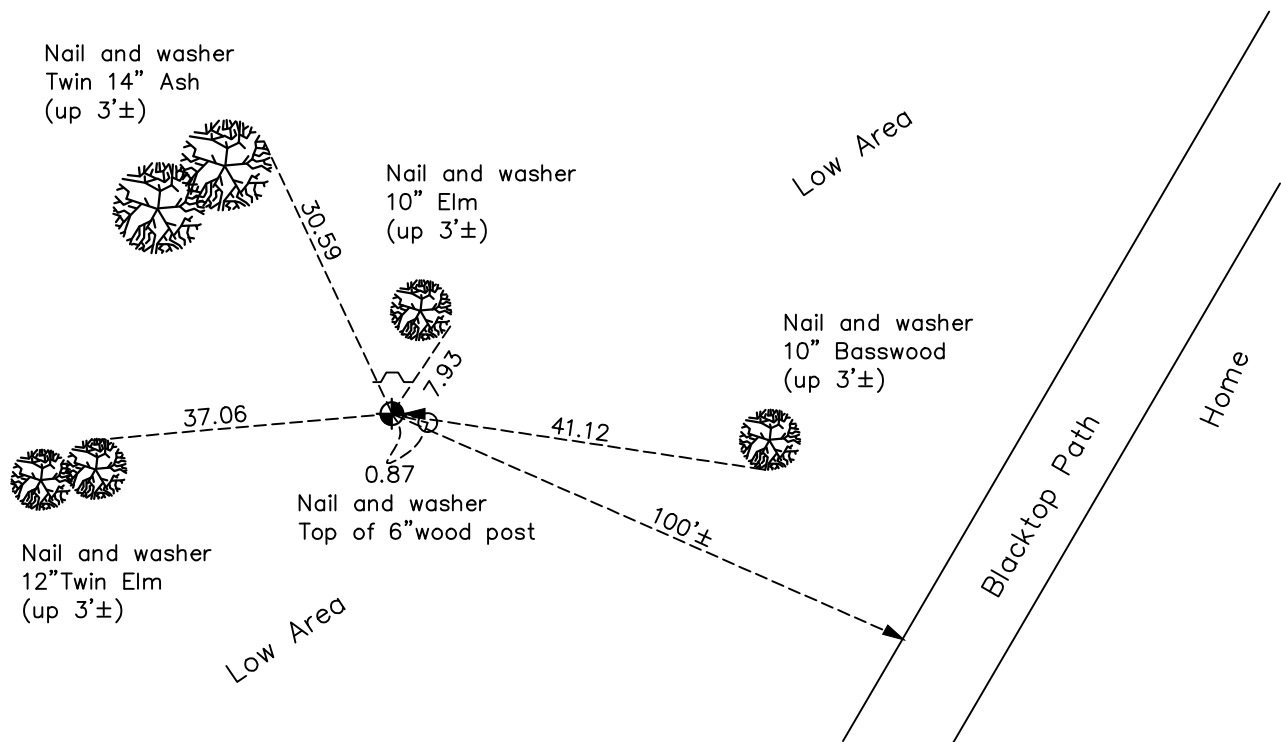 Nail and washer
Twin 14" Ash
(up 3'±)
30.59
Nail and washer
10" Elm
(up 3'±)
7.93
Low Area
Nail and washer
10" Basswood
(up 3'±)
37.06
41.12
0.87
Nail and washer
Top of 6"wood post
100'±
Nail and washer
12"Twin Elm
(up 3'±)
Low Area
Blacktop Path
Home